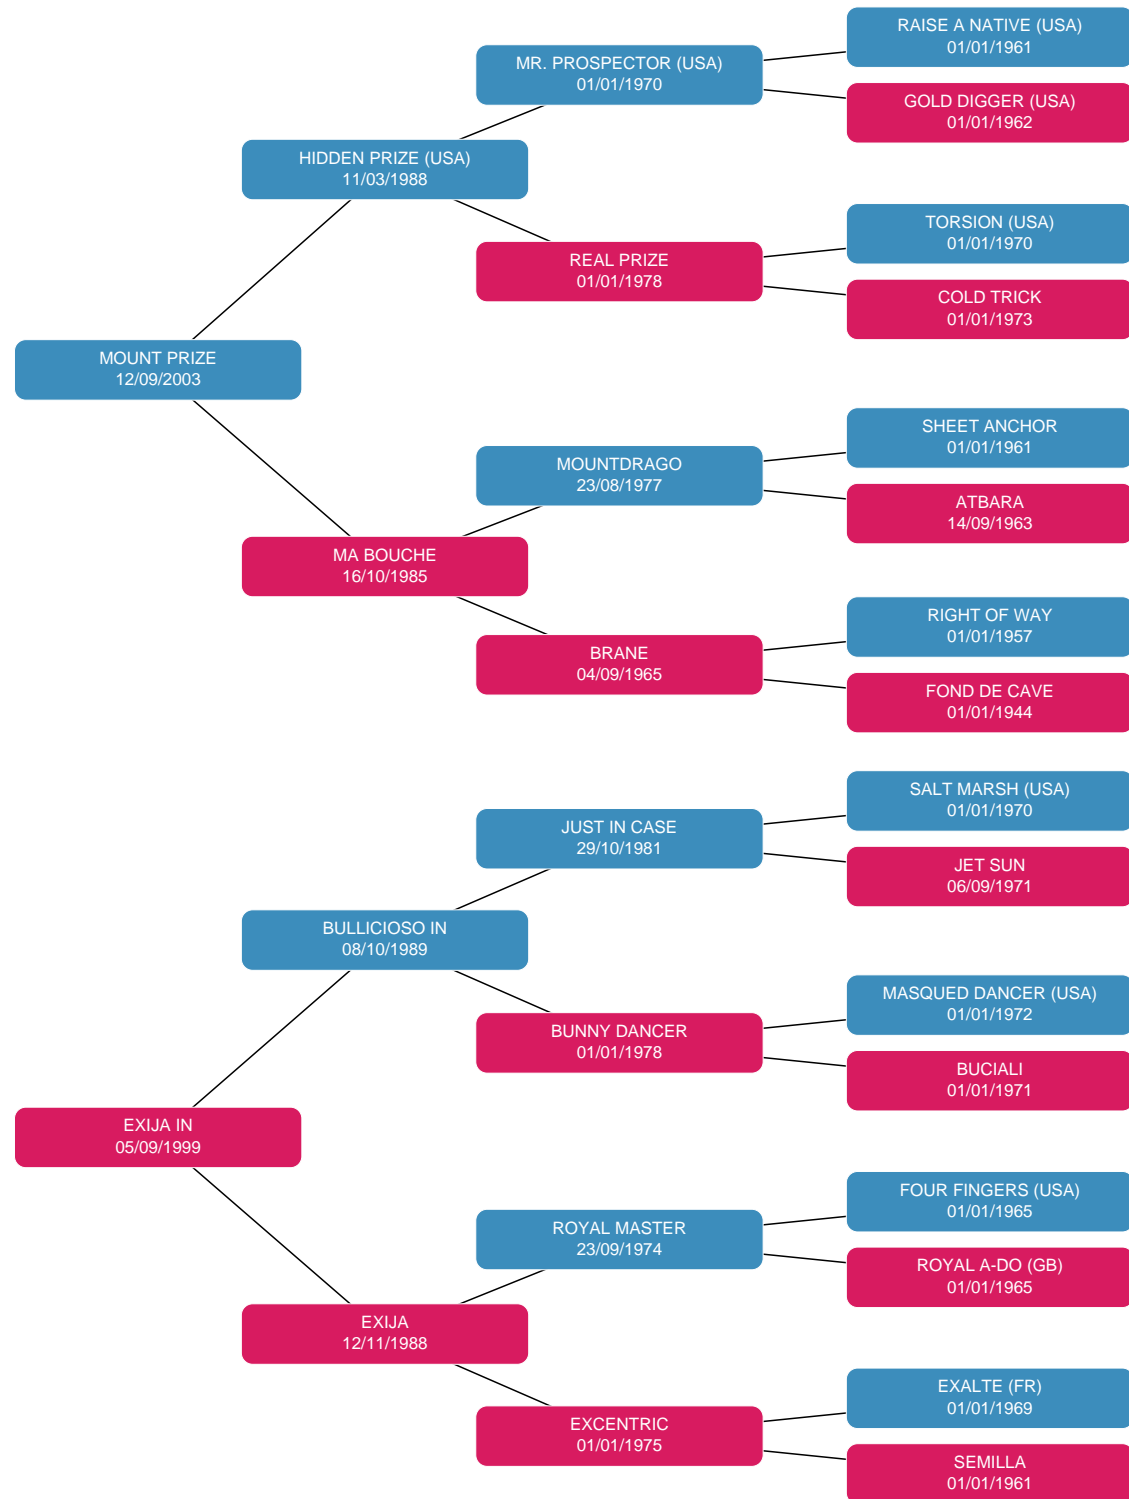 RAISE A NATIVE (USA)
01/01/1961
MR. PROSPECTOR (USA)
01/01/1970
GOLD DIGGER (USA)
01/01/1962
HIDDEN PRIZE (USA)
11/03/1988
TORSION (USA)
01/01/1970
REAL PRIZE
01/01/1978
COLD TRICK
01/01/1973
MOUNT PRIZE
12/09/2003
SHEET ANCHOR
01/01/1961
MOUNTDRAGO
23/08/1977
ATBARA
14/09/1963
MA BOUCHE
16/10/1985
RIGHT OF WAY
01/01/1957
BRANE
04/09/1965
FOND DE CAVE
01/01/1944
SALT MARSH (USA)
01/01/1970
JUST IN CASE
29/10/1981
JET SUN
06/09/1971
BULLICIOSO IN
08/10/1989
MASQUED DANCER (USA)
01/01/1972
BUNNY DANCER
01/01/1978
BUCIALI
01/01/1971
EXIJA IN
05/09/1999
FOUR FINGERS (USA)
01/01/1965
ROYAL MASTER
23/09/1974
ROYAL A-DO (GB)
01/01/1965
EXIJA
12/11/1988
EXALTE (FR)
01/01/1969
EXCENTRIC
01/01/1975
SEMILLA
01/01/1961